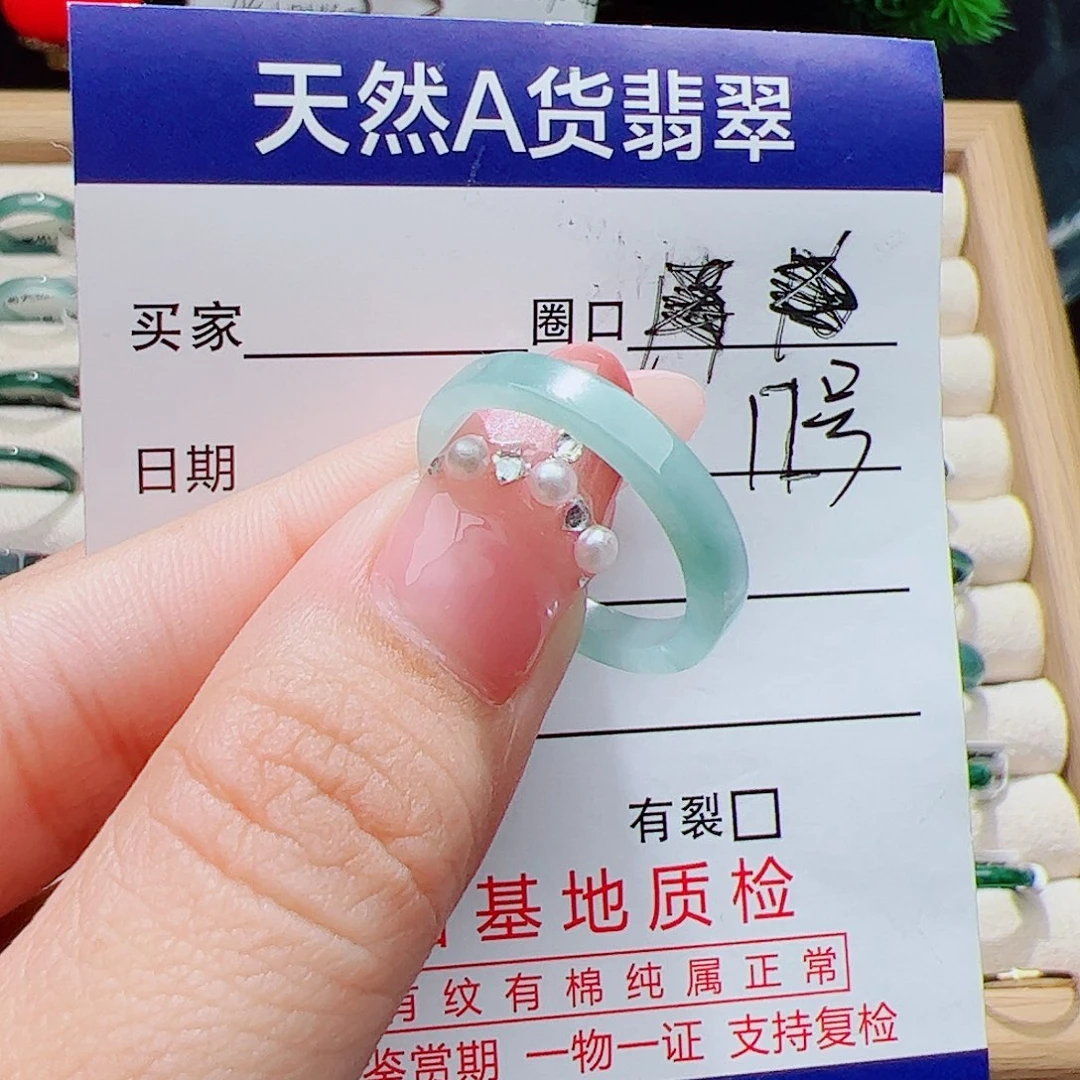 天然A货翡翠
买家 圈口
17号
日期
有裂
基地质检
有纹有棉纯属正常
鉴赏期 一物一证 支持复检